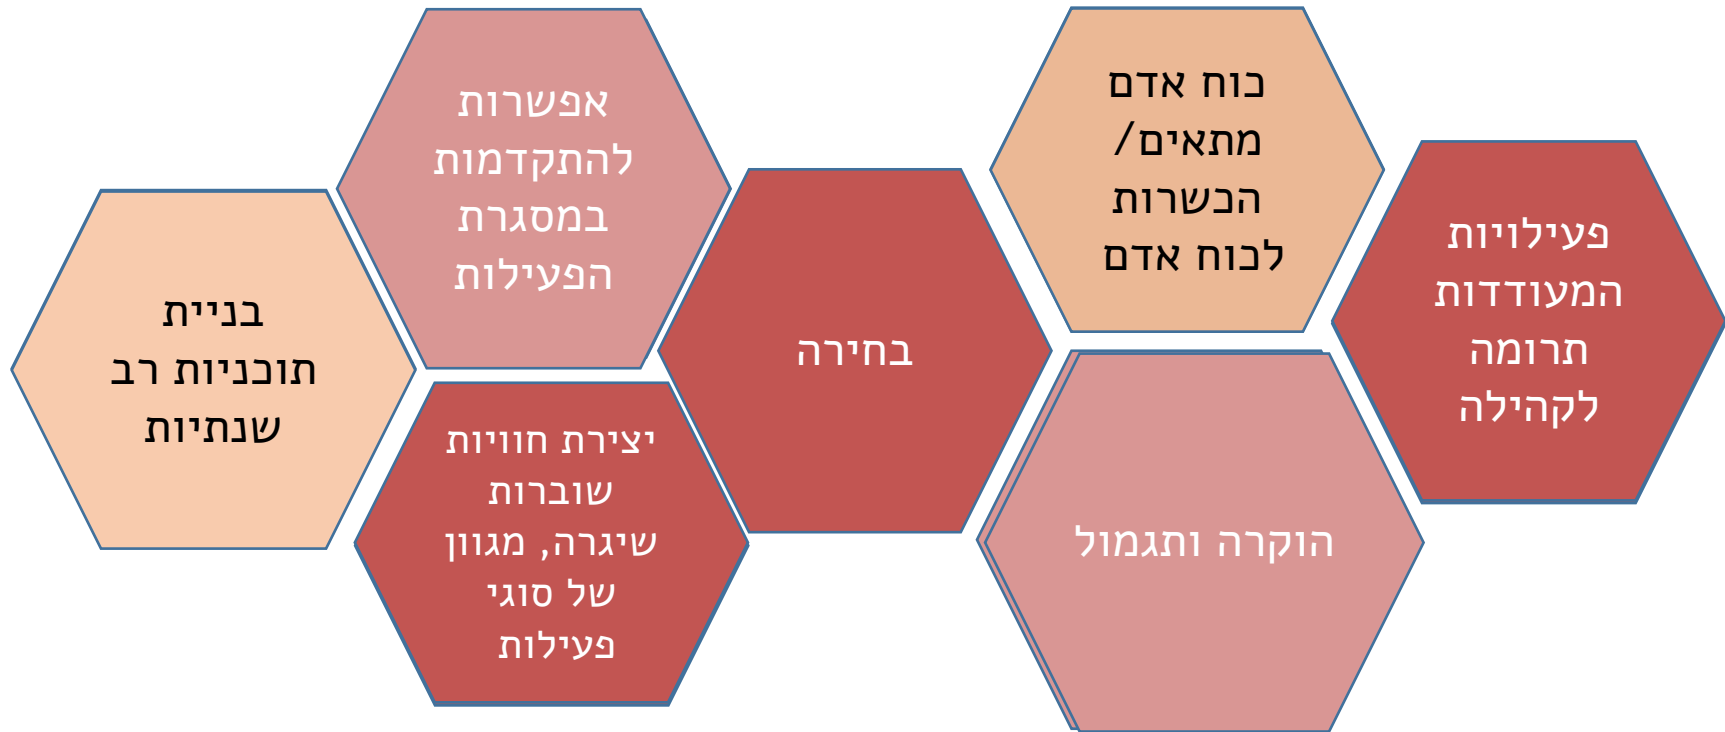 כוח אדם
מתאים/
הכשרות
לכוח אדם
פעילויות
המעודדות
תרומה
לקהילה
הוקרה ותגמול
בחירה
אפשרות
להתקדמות
במסגרת
הפעילות
יצירת חוויות
שוברות
שיגרה, מגוון
של סוגי
פעילות
בניית
תוכניות רב
שנתיות